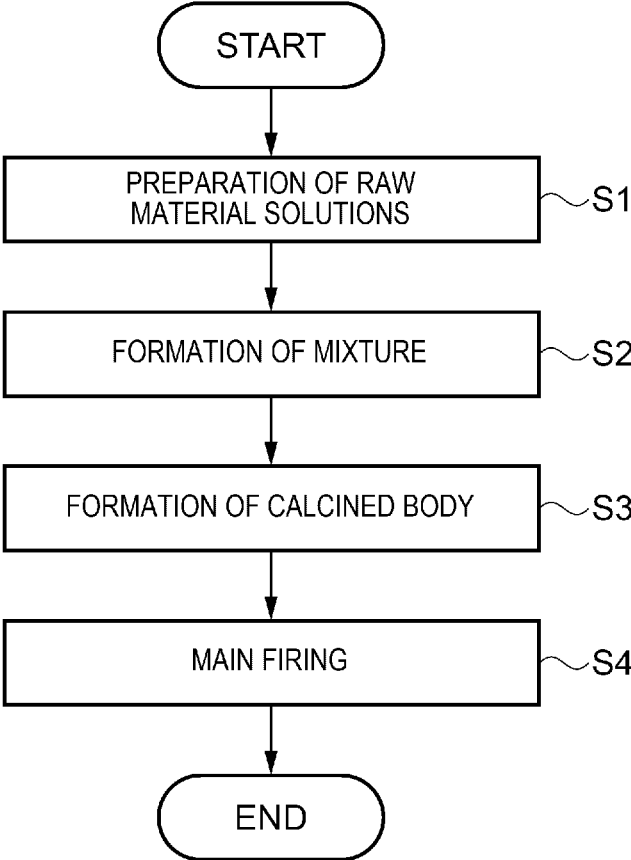 START
PREPARATION OF RAW
MATERIAL SOLUTIONS
S1
FORMATION OF MIXTURE
S2
FORMATION OF CALCINED BODY
S3
MAIN FIRING
S4
END